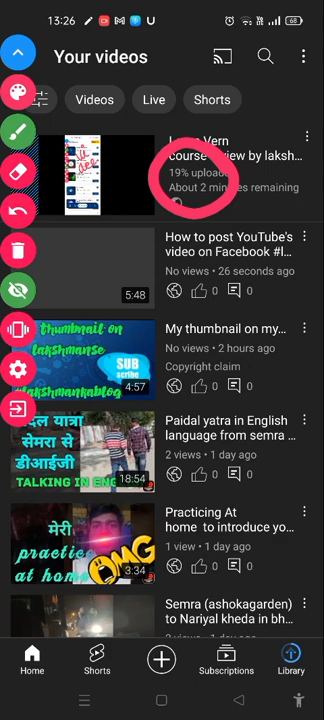 13:26
68
Your videos
Videos
Live
Shorts
Vern
course review by laksh...
19% upload
About 2 minutes remaining
How to post YouTube's
video on Facebook #l...
No views • 26 seconds ago
0
0
5:48
thumbnail on
lakshmanse
SUB
scribe
#lakshmankablog
4:57
My thumbnail on my...
No views • 2 hours ago
Copyright claim
0
0
यात्रा
सेमरा से
डीआईजी
TALKING IN ENG
18:54
Paidal yatra in English
language from semra ...
2 views • 1 day ago
0
0
मेरी
practice
at home
OMG
3:34
Practicing At
home to introduce yo...
1 view • 1 day ago
0
0
Semra (ashokagarden)
to Nariyal kheda in bh...
Home
Shorts
Subscriptions
Library